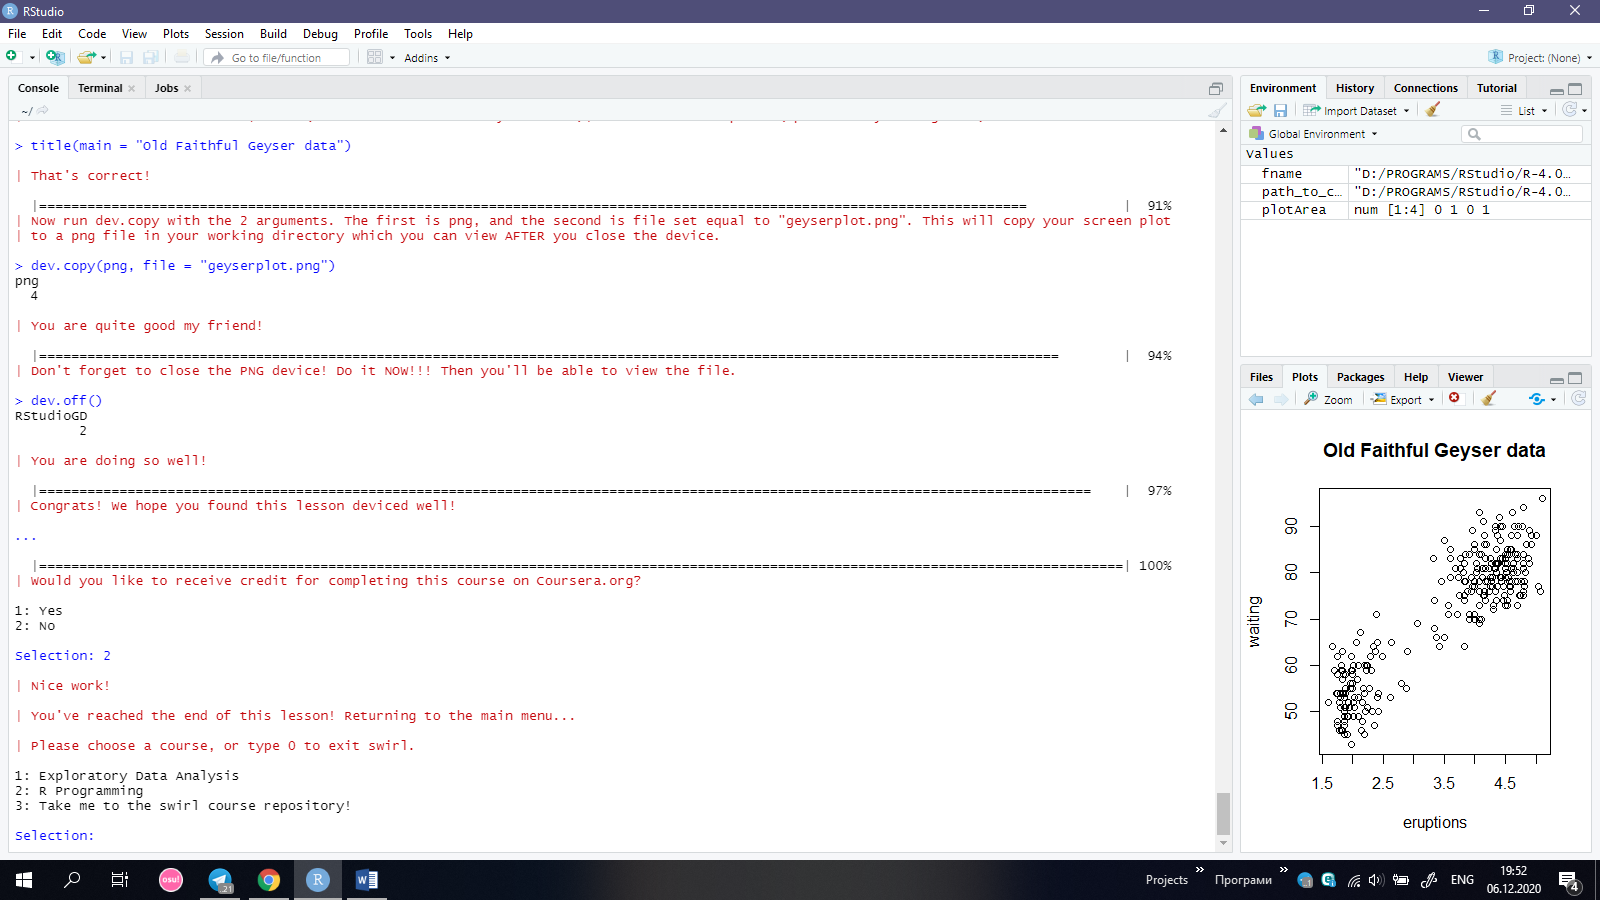 RStudio
File Edit Code View Plots Session Build Debug Profile Tools Help
Go to file/function Addins Project: (None)
Console Terminal Jobs
~/
> title(main = "Old Faithful Geyser data")
| That's correct!
|==============================================================================================================================| 91%
| Now run dev.copy with the 2 arguments. The first is png, and the second is file set equal to "geyserplot.png". This will copy your screen plot
| to a png file in your working directory which you can view AFTER you close the device.
> dev.copy(png, file = "geyserplot.png")
png
4
| You are quite good my friend!
|==================================================================================================================================| 94%
| Don't forget to close the PNG device! Do it NOW!!! Then you'll be able to view the file.
> dev.off()
RStudioGD
2
| You are doing so well!
|======================================================================================================================================| 97%
| Congrats! We hope you found this lesson deviced well!
...
|==========================================================================================================================================| 100%
| Would you like to receive credit for completing this course on Coursera.org?
1: Yes
2: No
Selection: 2
| Nice work!
| You've reached the end of this lesson! Returning to the main menu...
| Please choose a course, or type 0 to exit swirl.
1: Exploratory Data Analysis
2: R Programming
3: Take me to the swirl course repository!
Selection:
Environment History Connections Tutorial
Import Dataset List
Global Environment
Values
fname "D:/PROGRAMS/RStudio/R-4.0…
path_to_c… "D:/PROGRAMS/RStudio/R-4.0…
plotArea num [1:4] 0 1 0 1
Files Plots Packages Help Viewer
Zoom Export
Old Faithful Geyser data
waiting
90
80
70
60
50
1.5 2.5 3.5 4.5
eruptions
osu! 21 R W Projects » Програми » ENG 19:52
06.12.2020
4